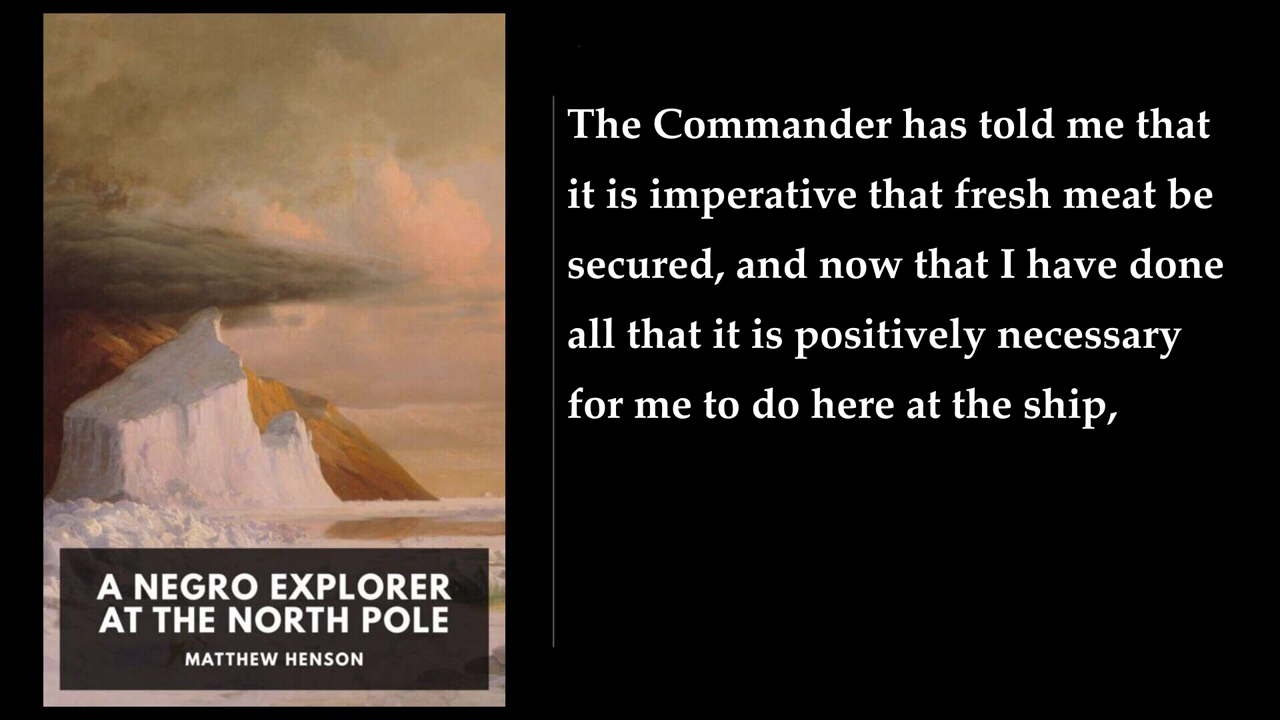 The Commander has told me that
it is imperative that fresh meat be
secured, and now that I have done
all that it is positively necessary
for me to do here at the ship,
A NEGRO EXPLORER
AT THE NORTH POLE
MATTHEW HENSON